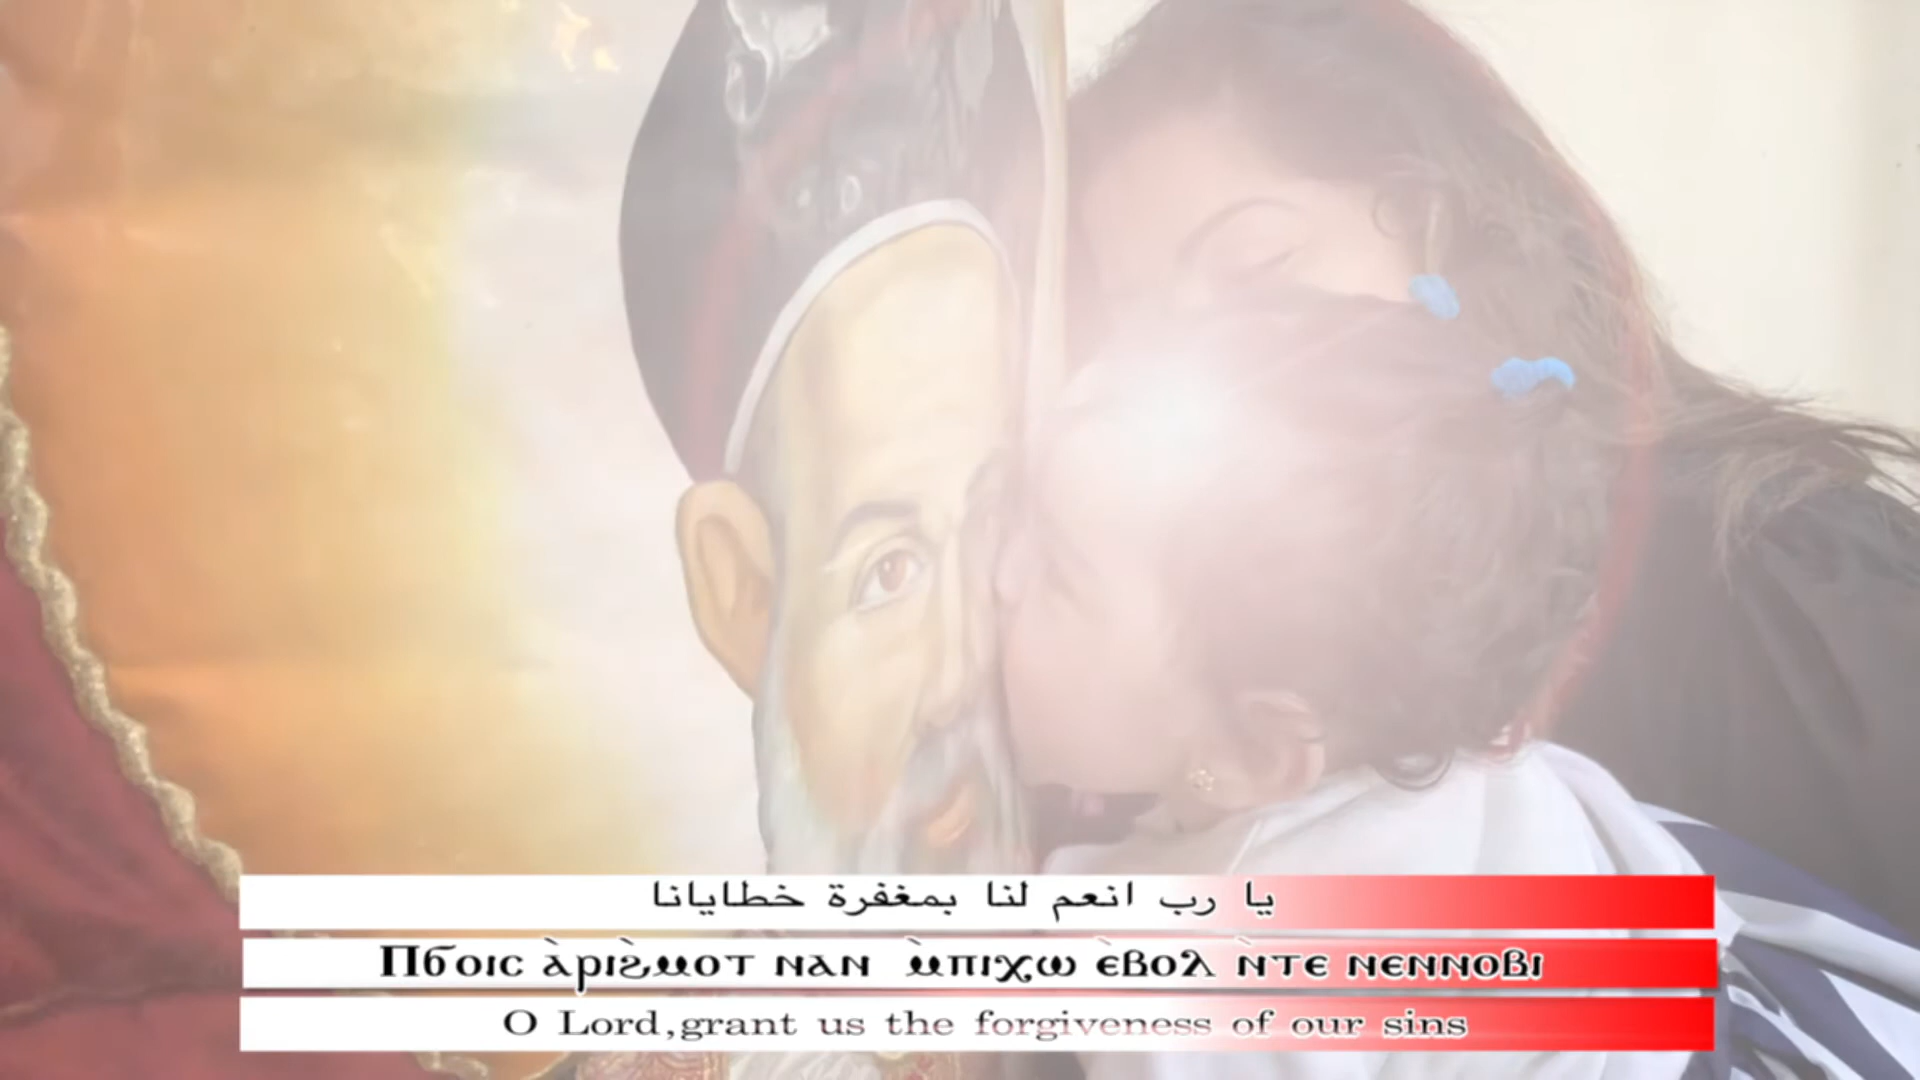 يا رب انعم لنا بمغفرة خطايانا
Ⲡϭⲟⲓⲥ ⲁ̀ⲣⲓϩ̀ⲙⲟⲧ ⲛⲁⲛ ⲙ̀ⲡⲓⲭⲱ ⲉ̀ⲃⲟⲗ ⲛ̀ⲧⲉ ⲛⲉⲛⲛⲟⲃⲓ
O Lord,grant us the forgiveness of our sins